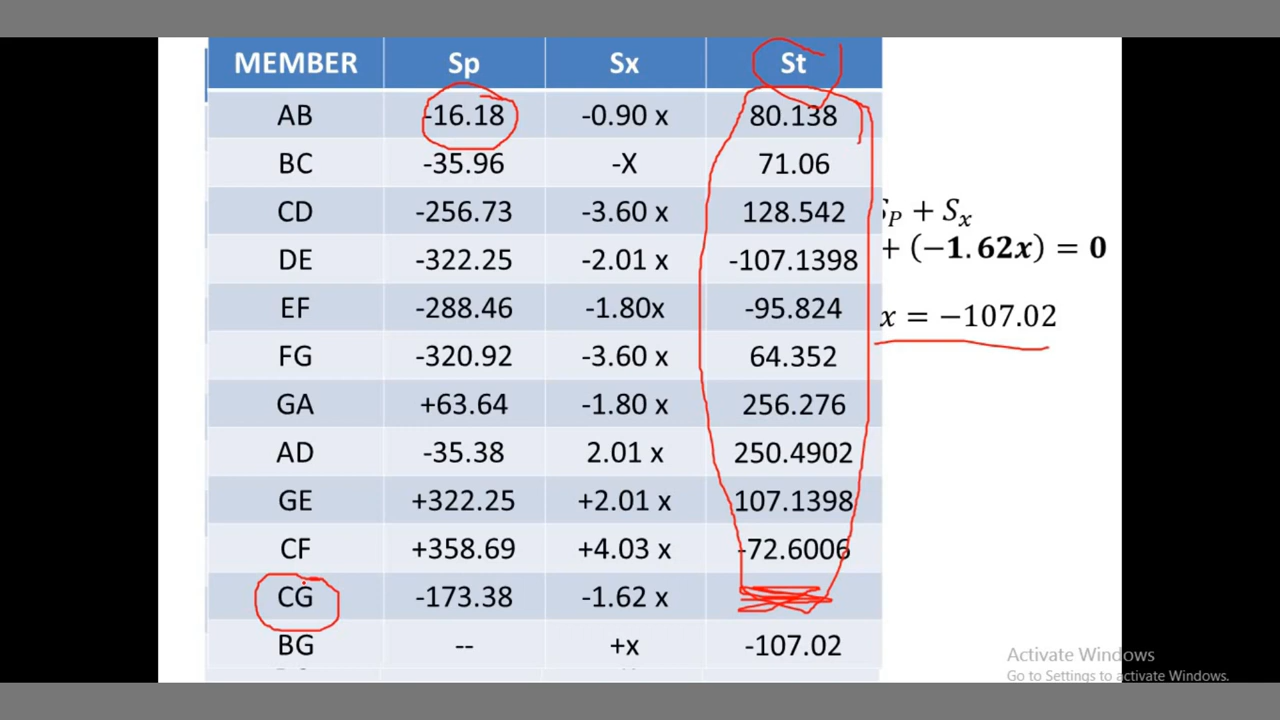 MEMBER Sp Sx St
AB -16.18 -0.90 x 80.138
BC -35.96 -X 71.06
CD -256.73 -3.60 x 128.542
DE -322.25 -2.01 x -107.1398
EF -288.46 -1.80x -95.824
FG -320.92 -3.60 x 64.352
GA +63.64 -1.80 x 256.276
AD -35.38 2.01 x 250.4902
GE +322.25 +2.01 x 107.1398
CF +358.69 +4.03 x -72.6006
CG -173.38 -1.62 x
BG -- +x -107.02
S_P + S_x
+ (−1.62x) = 0
x = −107.02
Activate Windows
Go to Settings to activate Windows.